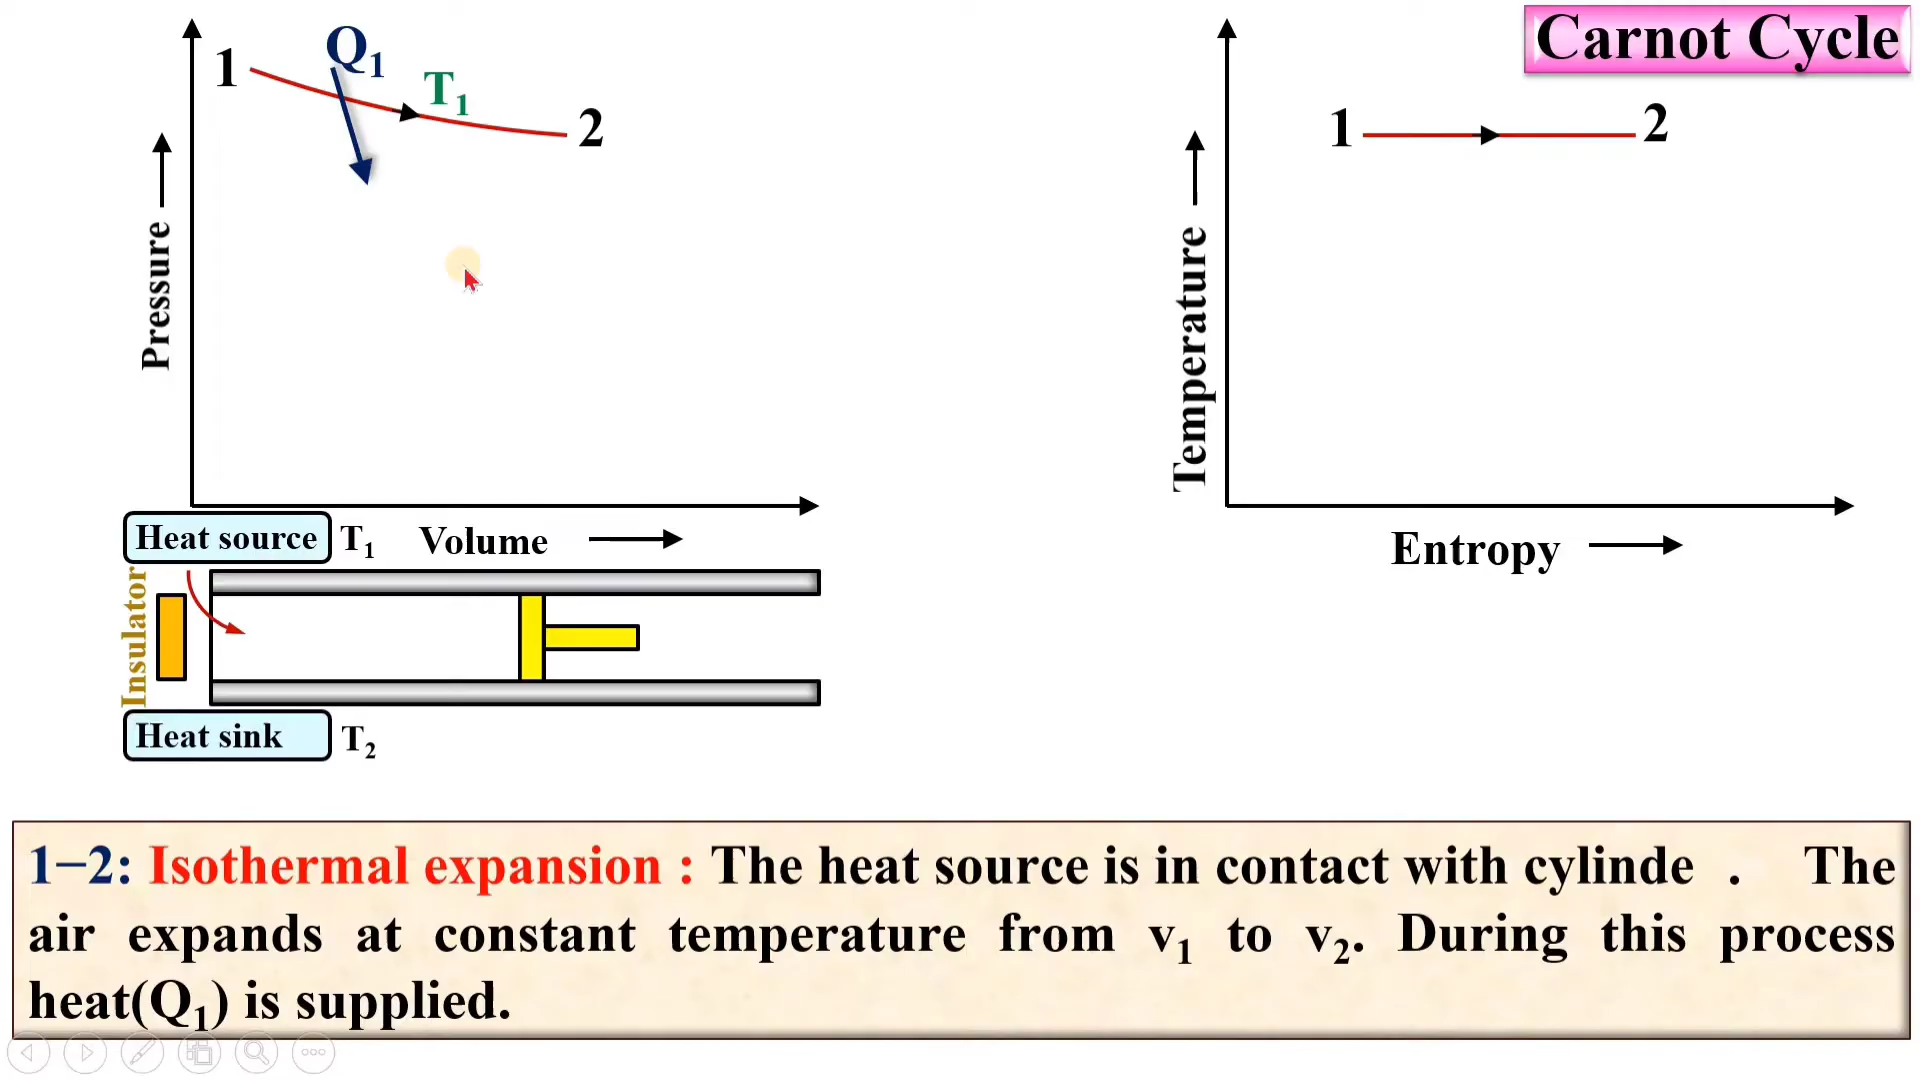 Carnot Cycle
1
Q1
T1
2
Pressure
Volume
1
2
Temperature
Entropy
Heat source
T1
Insulator
Heat sink
T2
1−2: Isothermal expansion : The heat source is in contact with cylinde . The
air expands at constant temperature from v1 to v2. During this process
heat(Q1) is supplied.